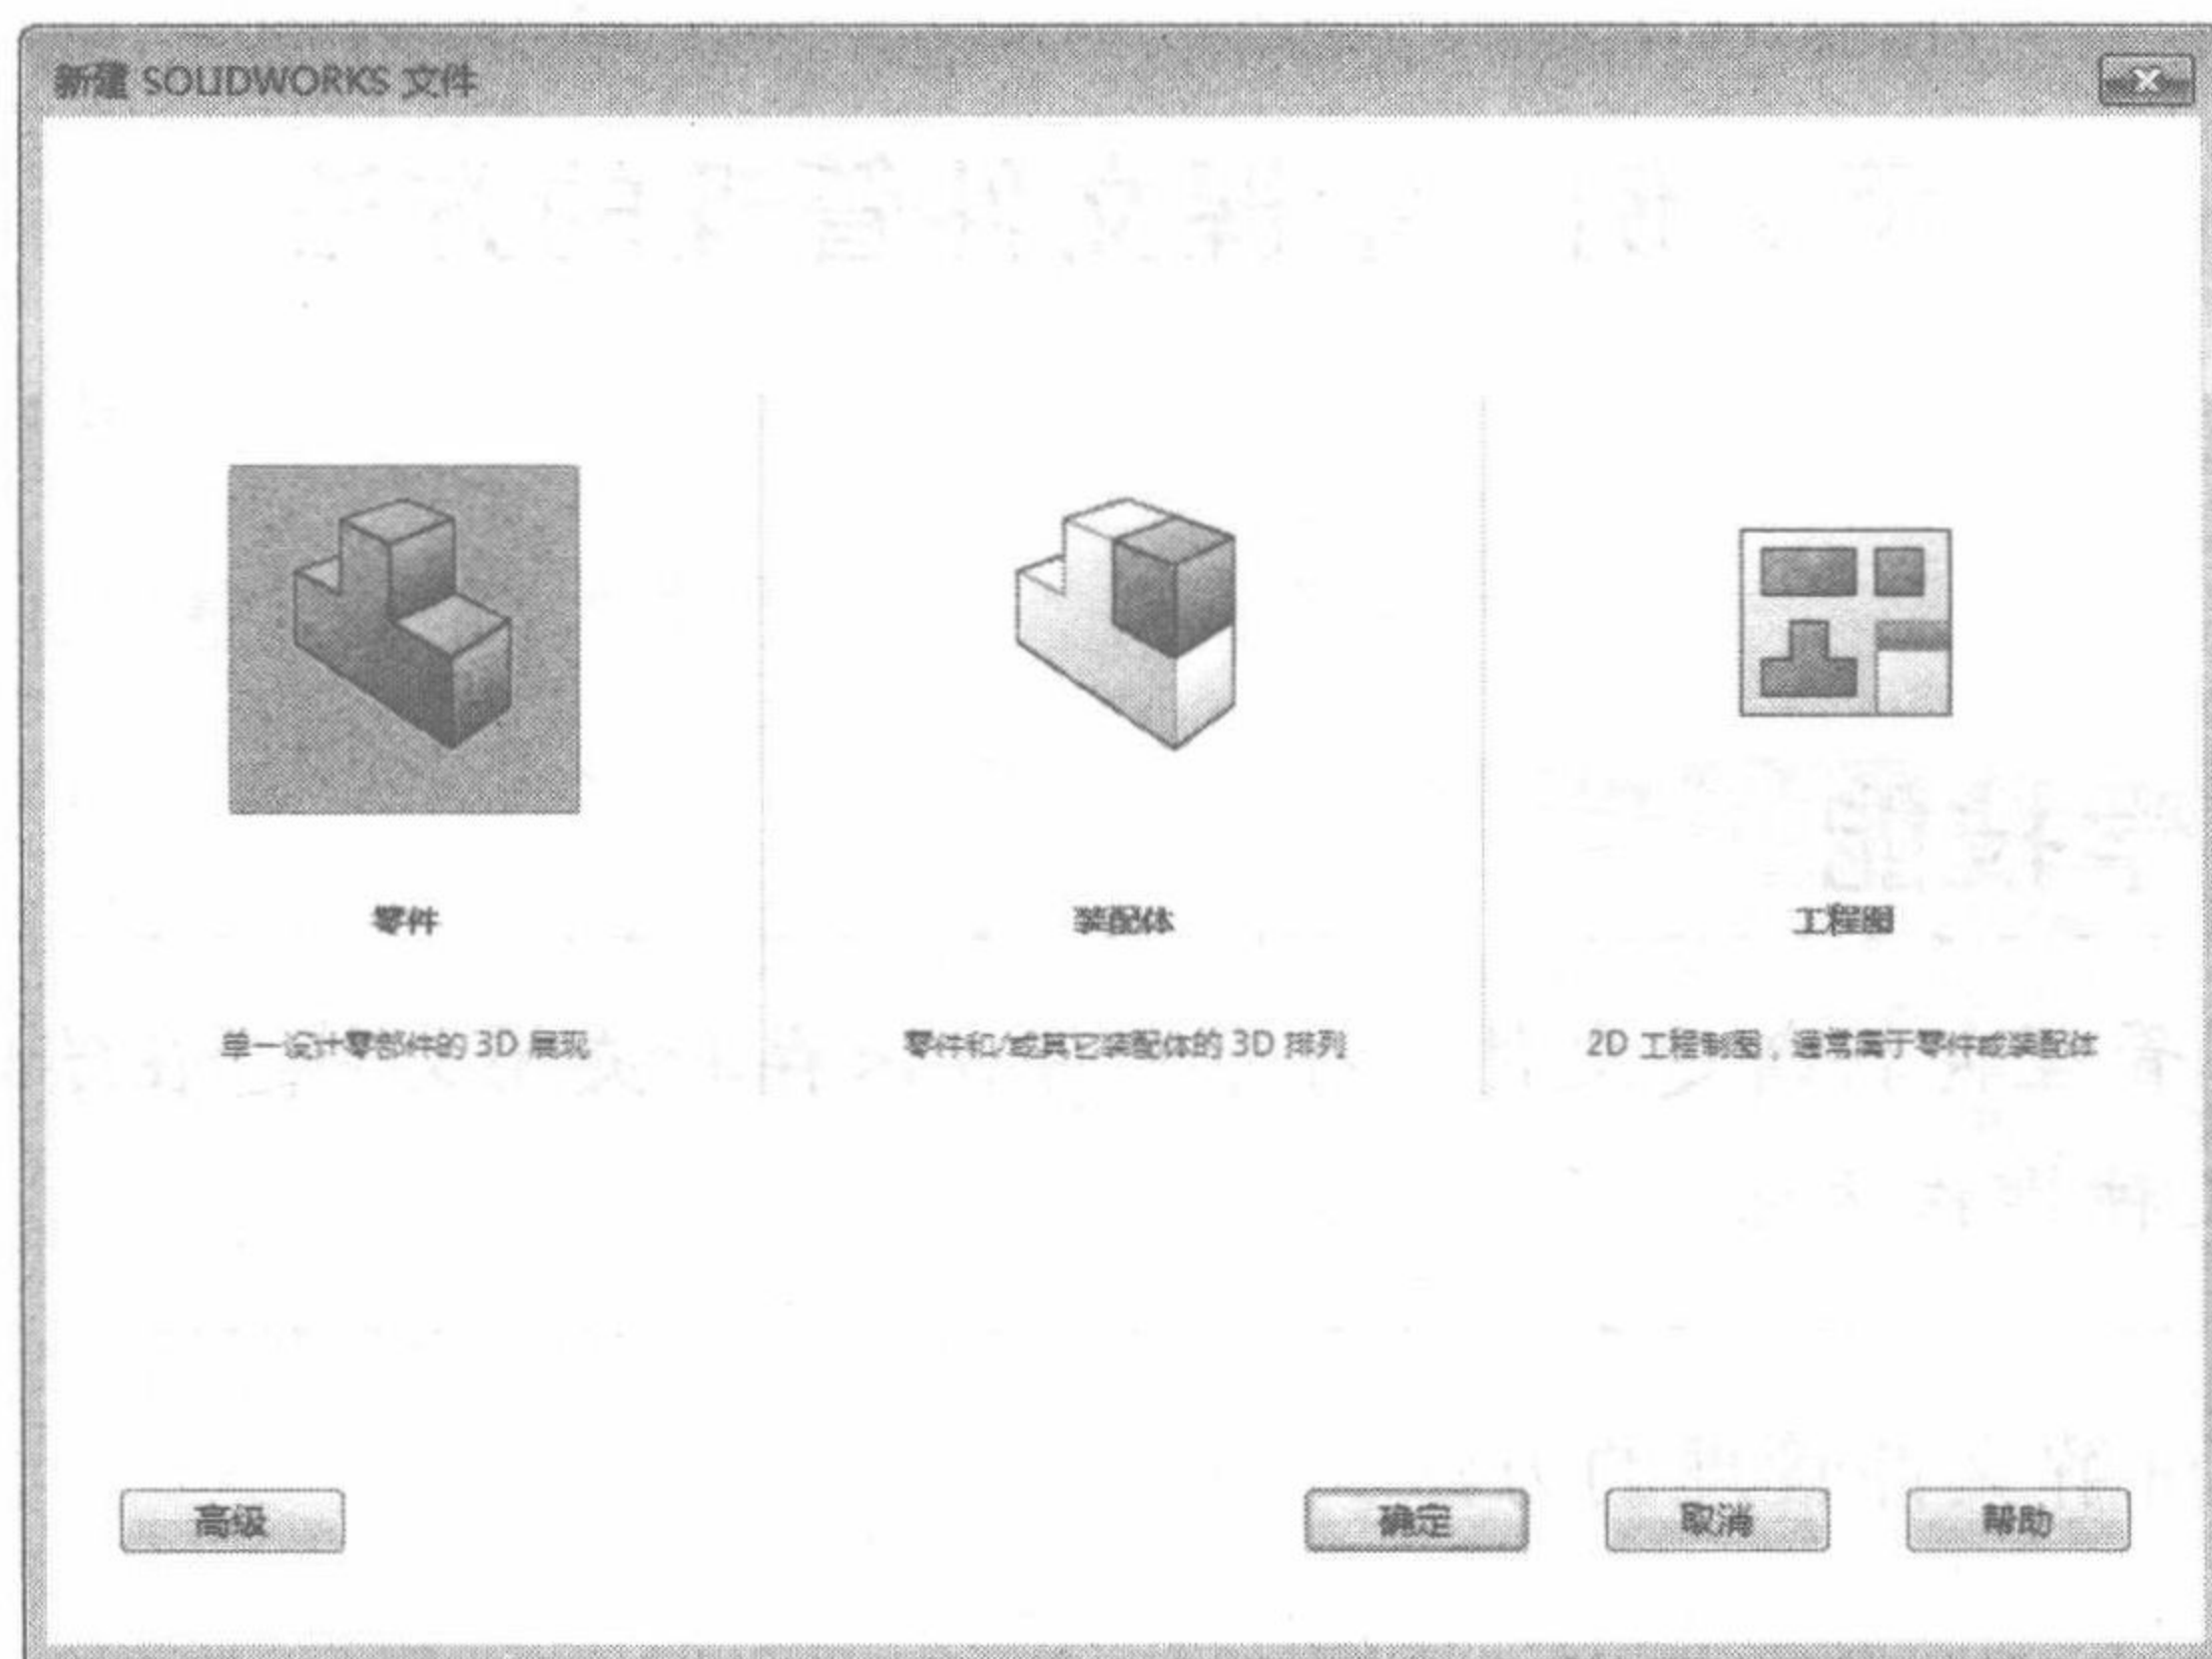 新建 SOLIDWORKS 文件
零件
装配体
工程图
单一设计零部件的 3D 展现
零件和/或其它装配体的 3D 排列
2D 工程制图，通常属于零件或装配体
高级
确定
取消
帮助